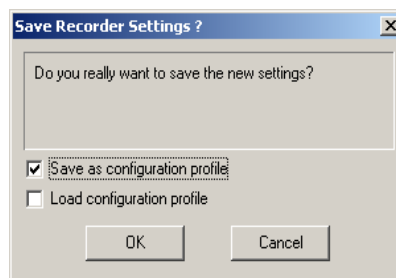 Save Recorder Settings ?
Do you really want to save the new settings?
Save as configuration profile
Load configuration profile
OK Cancel